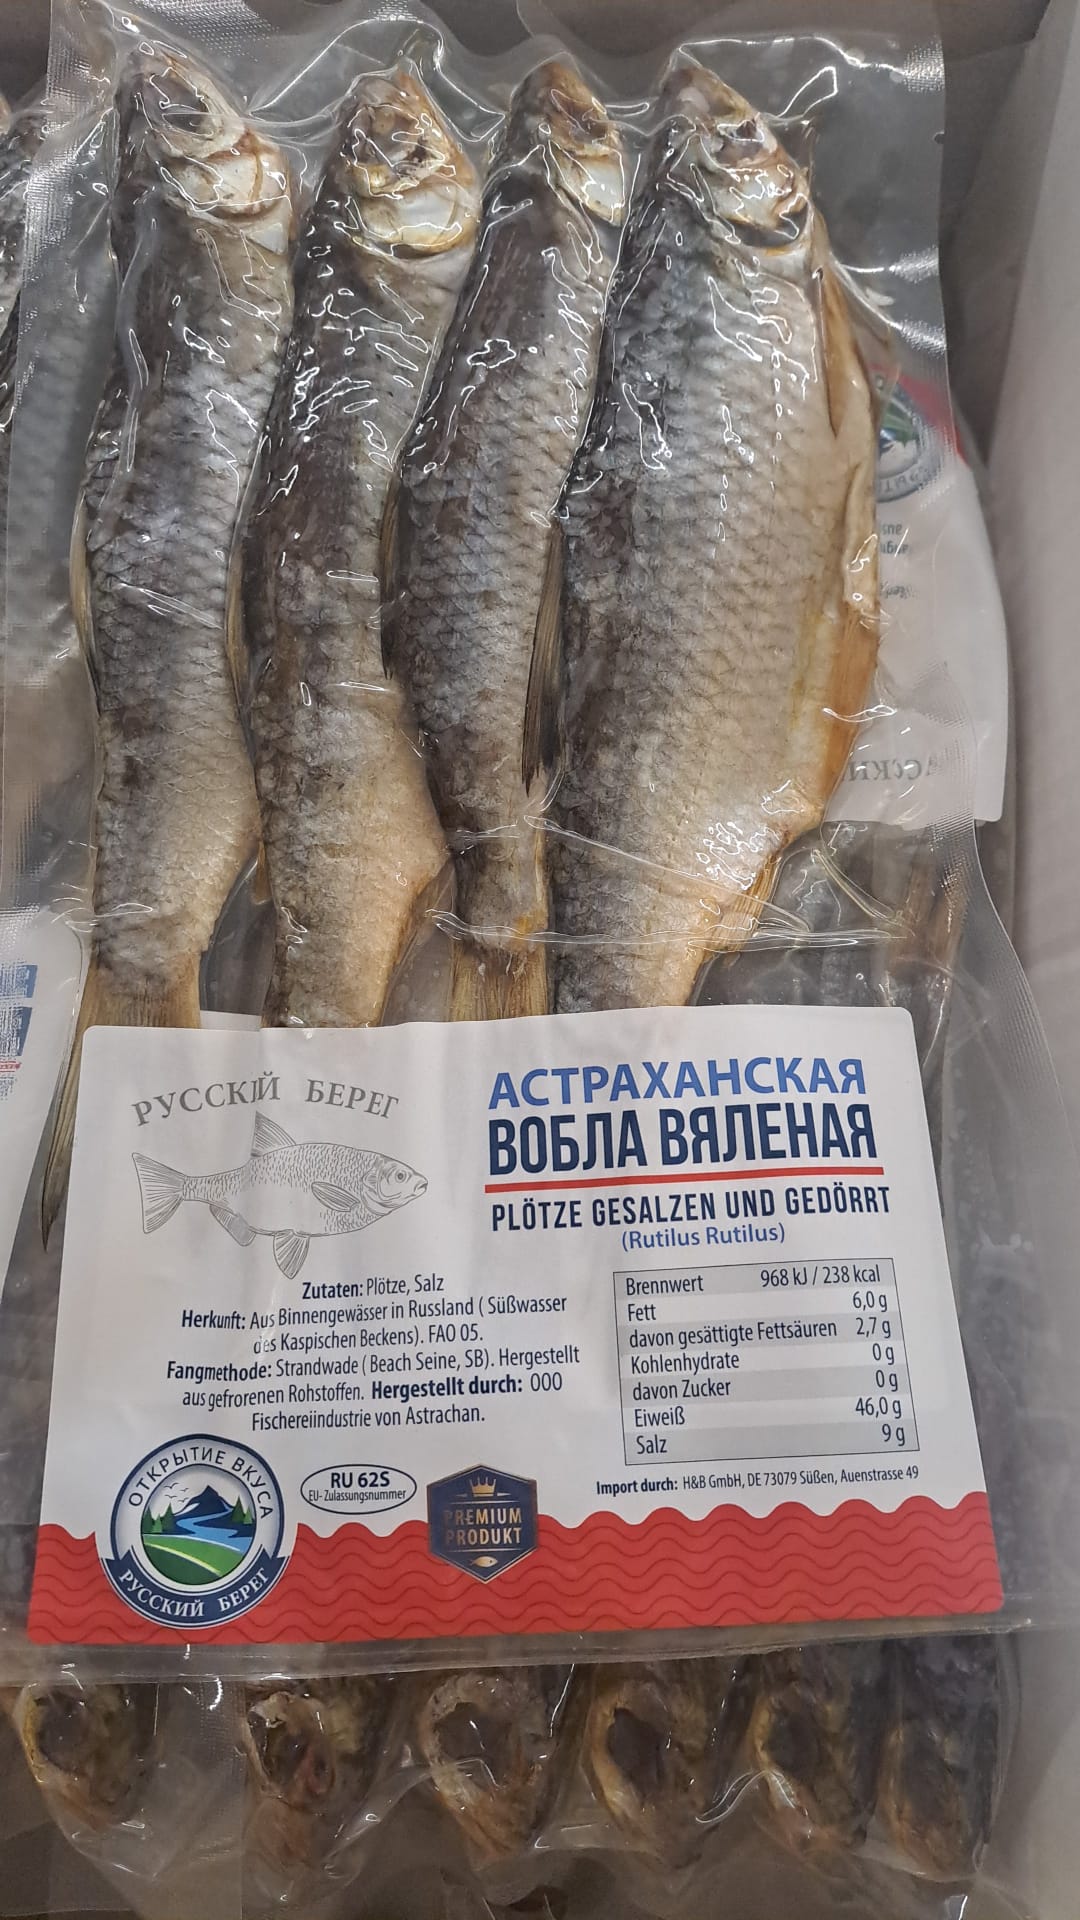 РУССКИЙ БЕРЕГ
АСТРАХАНСКАЯ
ВОБЛА ВЯЛЕНАЯ
PLÖTZE GESALZEN UND GEDÖRRT
(Rutilus Rutilus)
Zutaten: Plötze, Salz
Herkunft: Aus Binnengewässer in Russland ( Süßwasser
des Kaspischen Beckens). FAO 05.
Fangmethode: Strandwade ( Beach Seine, SB). Hergestellt
aus gefrorenen Rohstoffen. Hergestellt durch: OOO
Fischereiindustrie von Astrachan.
Brennwert 968 kJ / 238 kcal
Fett 6,0 g
davon gesättigte Fettsäuren 2,7 g
Kohlenhydrate 0 g
davon Zucker 0 g
Eiweiß 46,0 g
Salz 9 g
Import durch: H&B GmbH, DE 73079 Süßen, Auenstrasse 49
ОТКРЫТИЕ ВКУСА
РУССКИЙ БЕРЕГ
RU 62S
EU- Zulassungsnummer
PREMIUM
PRODUKT